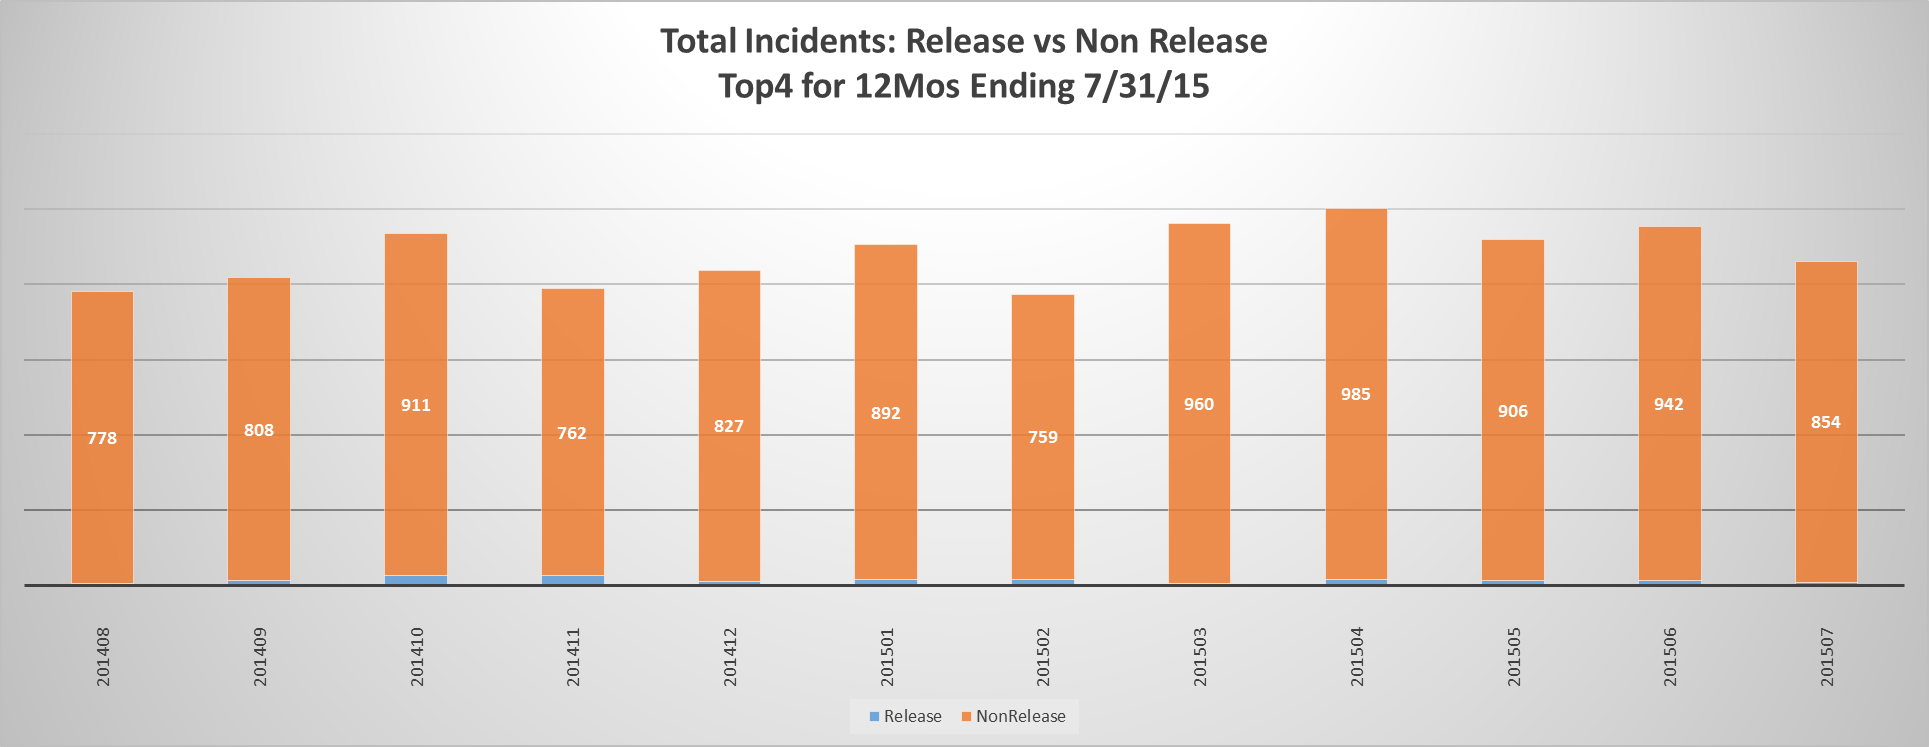 Total Incidents: Release vs Non Release
Top4 for 12Mos Ending 7/31/15
778 808 911 762 827 892 759 960 985 906 942 854
201408 201409 201410 201411 201412 201501 201502 201503 201504 201505 201506 201507
Release NonRelease